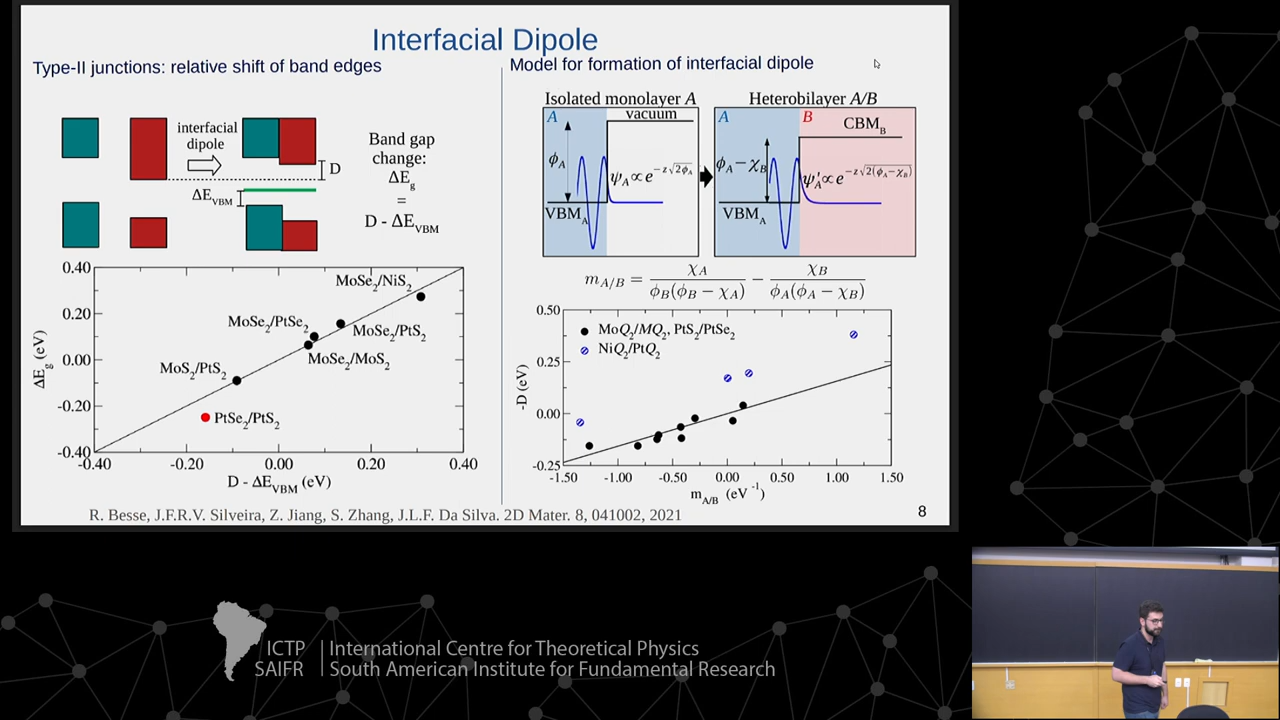 Interfacial Dipole
Type-II junctions: relative shift of band edges
interfacial
dipole
D
ΔE_VBM
Band gap
change:
ΔE_g
=
D - ΔE_VBM
0.40
0.20
0.00
-0.20
-0.40
ΔE_g (eV)
MoSe₂/NiS₂
MoSe₂/PtSe₂
MoSe₂/PtS₂
MoSe₂/MoS₂
MoS₂/PtS₂
PtSe₂/PtS₂
-0.40 -0.20 0.00 0.20 0.40
D - ΔE_VBM (eV)
Model for formation of interfacial dipole
Isolated monolayer A
Heterobilayer A/B
A
vacuum
ϕ_A
ψ_A ∝ e^{-z√(2ϕ_A)}
VBM_A
A
B
CBM_B
ϕ_A − χ_B
ψ'_A ∝ e^{-z√(2(ϕ_A−χ_B))}
VBM_A
m_{A/B} = χ_A / ϕ_B(ϕ_B − χ_A) − χ_B / ϕ_A(ϕ_A − χ_B)
0.50
0.25
0.00
-0.25
-D (eV)
MoQ₂/MQ₂, PtS₂/PtSe₂
NiQ₂/PtQ₂
-1.50 -1.00 -0.50 0.00 0.50 1.00 1.50
m_{A/B} (eV⁻¹)
R. Besse, J.F.R.V. Silveira, Z. Jiang, S. Zhang, J.L.F. Da Silva. 2D Mater. 8, 041002, 2021
8
ICTP | International Centre for Theoretical Physics
SAIFR | South American Institute for Fundamental Research